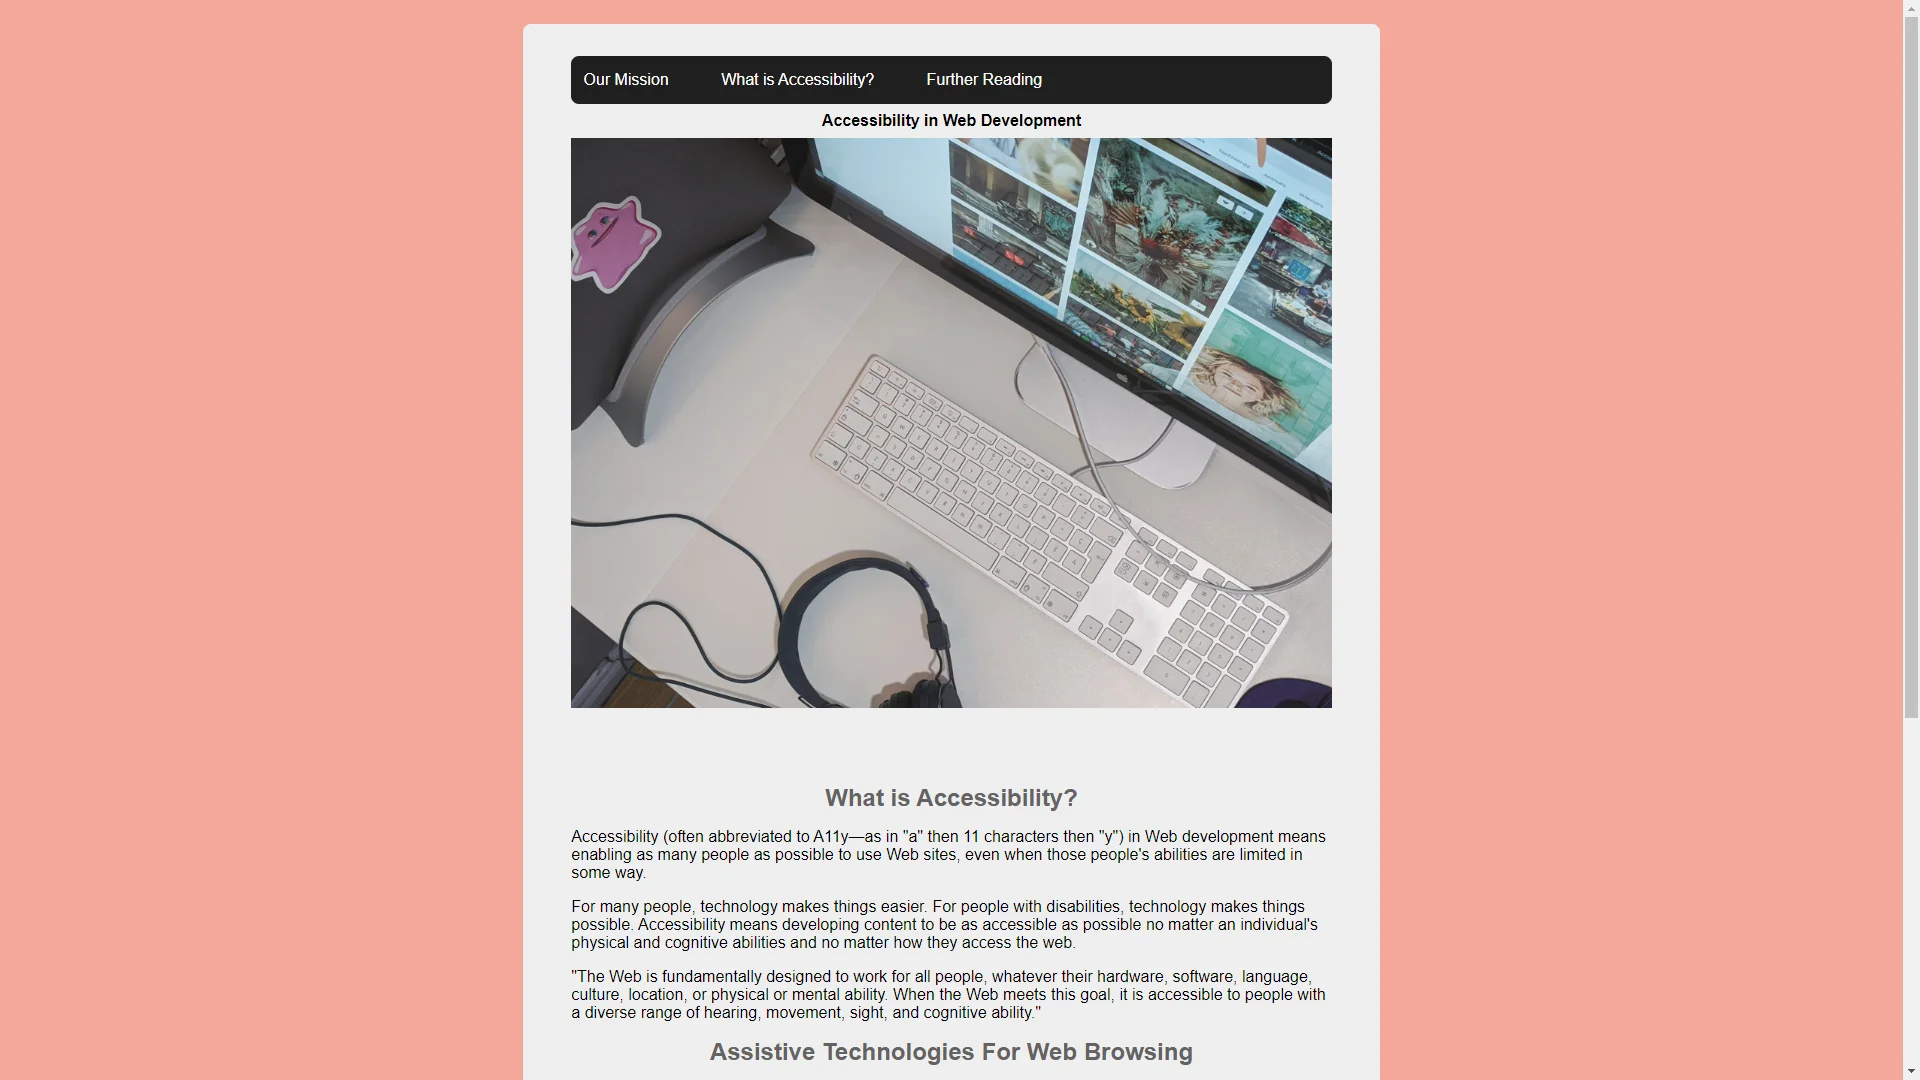 Our Mission
What is Accessibility?
Further Reading
Accessibility in Web Development
What is Accessibility?
Accessibility (often abbreviated to A11y—as in "a" then 11 characters then "y") in Web development means
enabling as many people as possible to use Web sites, even when those people's abilities are limited in
some way.
For many people, technology makes things easier. For people with disabilities, technology makes things
possible. Accessibility means developing content to be as accessible as possible no matter an individual's
physical and cognitive abilities and no matter how they access the web.
"The Web is fundamentally designed to work for all people, whatever their hardware, software, language,
culture, location, or physical or mental ability. When the Web meets this goal, it is accessible to people with
a diverse range of hearing, movement, sight, and cognitive ability."
Assistive Technologies For Web Browsing